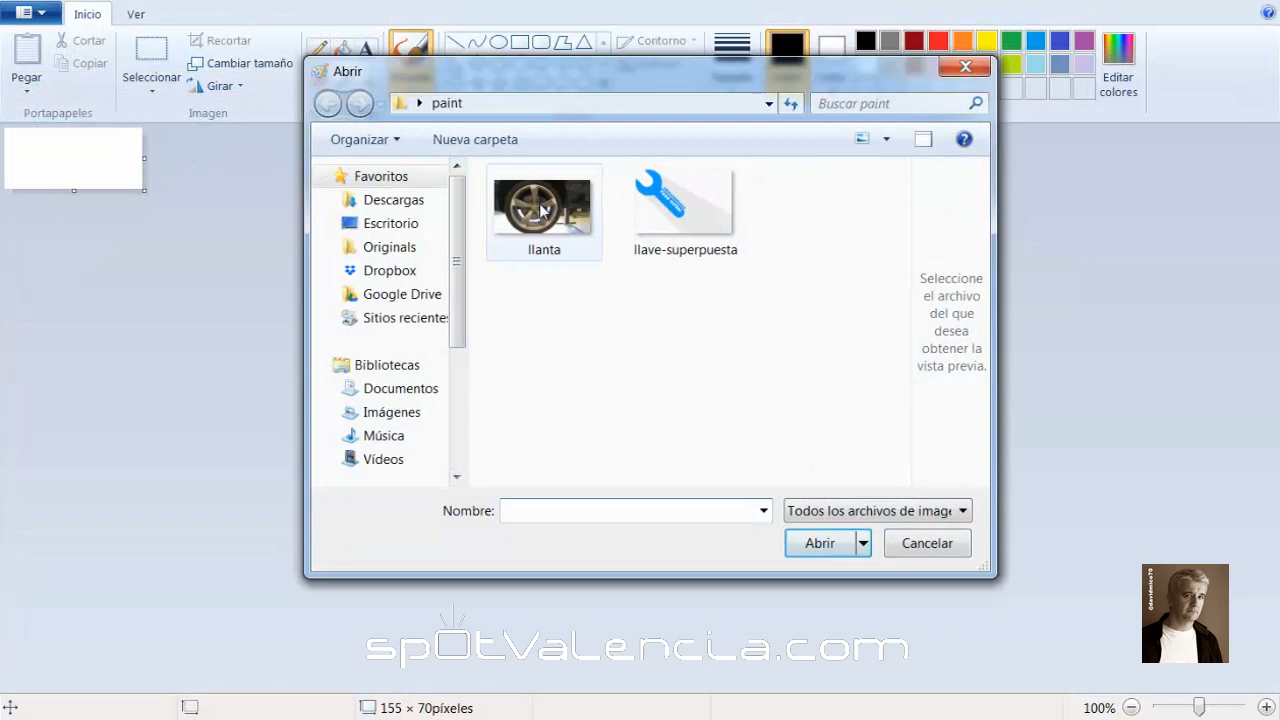 Inicio
Ver
Pegar
Cortar
Copiar
Portapapeles
Seleccionar
Recortar
Cambiar tamaño
Girar
Imagen
A
Contorno
Editar
colores
Abrir
paint
Buscar paint
Organizar
Nueva carpeta
Favoritos
Descargas
Escritorio
Originals
Dropbox
Google Drive
Sitios reciente
Bibliotecas
Documentos
Imágenes
Música
Vídeos
llanta
llave-superpuesta
Seleccione
el archivo
del que
desea
obtener la
vista previa.
Nombre:
Todos los archivos de image
Abrir
Cancelar
@davidmico70
spotValencia.com
155 × 70píxeles
100%